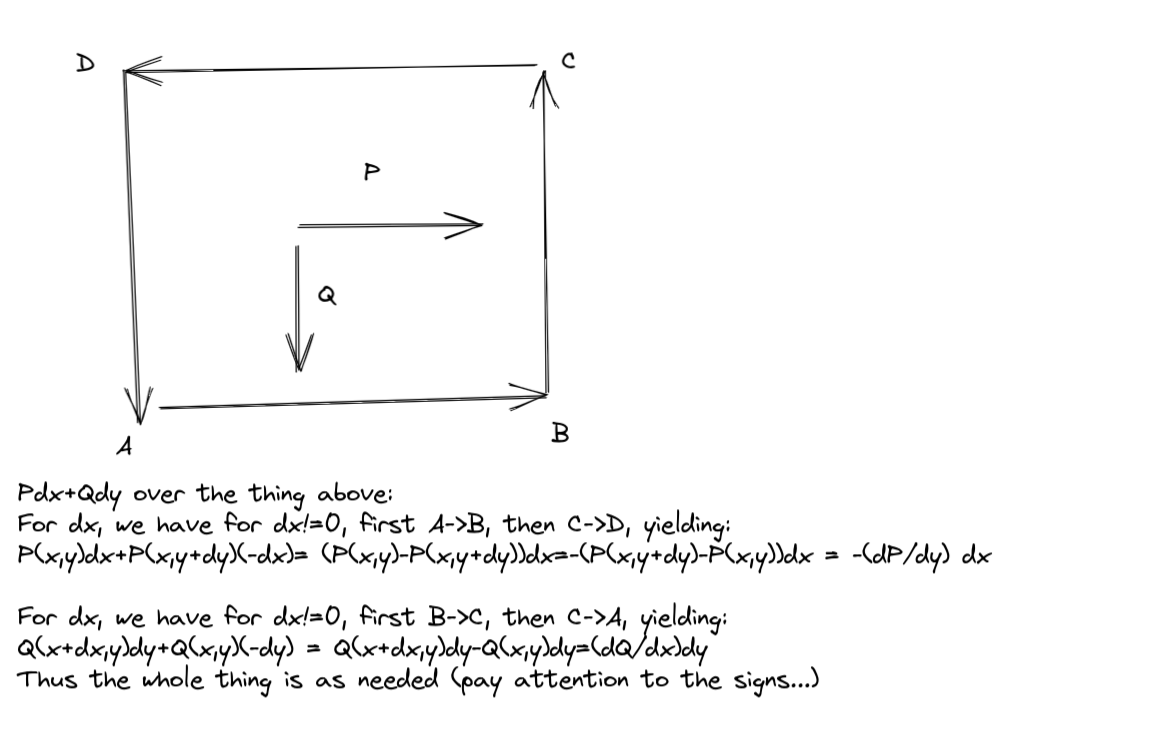 D
C
P
Q
A
B
Pdx+Qdy over the thing above:
For dx, we have for dx!=0, first A->B, then C->D, yielding:
P(x,y)dx+P(x,y+dy)(-dx)= (P(x,y)-P(x,y+dy))dx=-(P(x,y+dy)-P(x,y))dx = -(dP/dy) dx
For dx, we have for dx!=0, first B->C, then C->A, yielding:
Q(x+dx,y)dy+Q(x,y)(-dy) = Q(x+dx,y)dy-Q(x,y)dy=(dQ/dx)dy
Thus the whole thing is as needed (pay attention to the signs...)